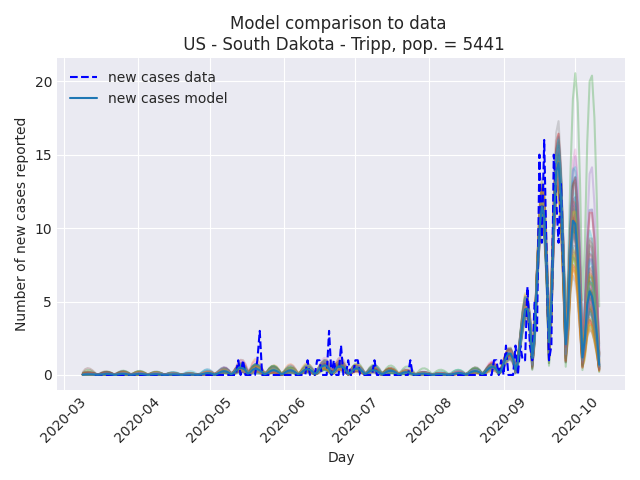 Model comparison to data
US - South Dakota - Tripp, pop. = 5441
new cases data
new cases model
Number of new cases reported
20
15
10
5
0
2020-03
2020-04
2020-05
2020-06
2020-07
2020-08
2020-09
2020-10
Day